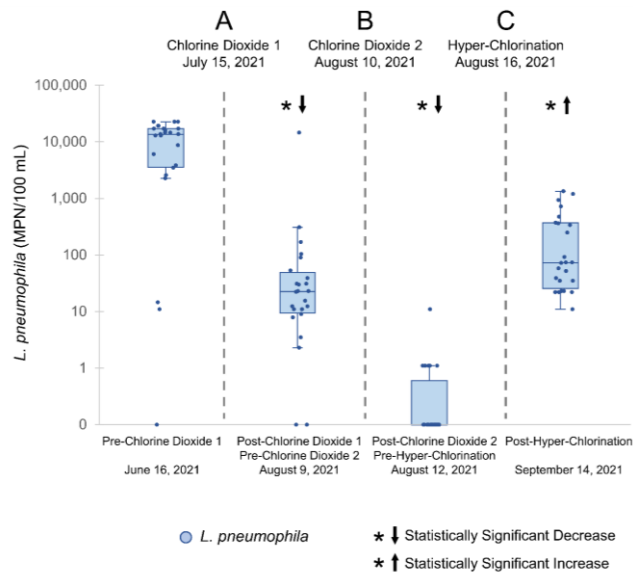 A
B
C
Chlorine Dioxide 1
July 15, 2021
Chlorine Dioxide 2
August 10, 2021
Hyper-Chlorination
August 16, 2021
L. pneumophila (MPN/100 mL)
100,000
10,000
1,000
100
10
1
0
*
*
*
Pre-Chlorine Dioxide 1
June 16, 2021
Post-Chlorine Dioxide 1
Pre-Chlorine Dioxide 2
August 9, 2021
Post-Chlorine Dioxide 2
Pre-Hyper-Chlorination
August 12, 2021
Post-Hyper-Chlorination
September 14, 2021
L. pneumophila
* Statistically Significant Decrease
* Statistically Significant Increase